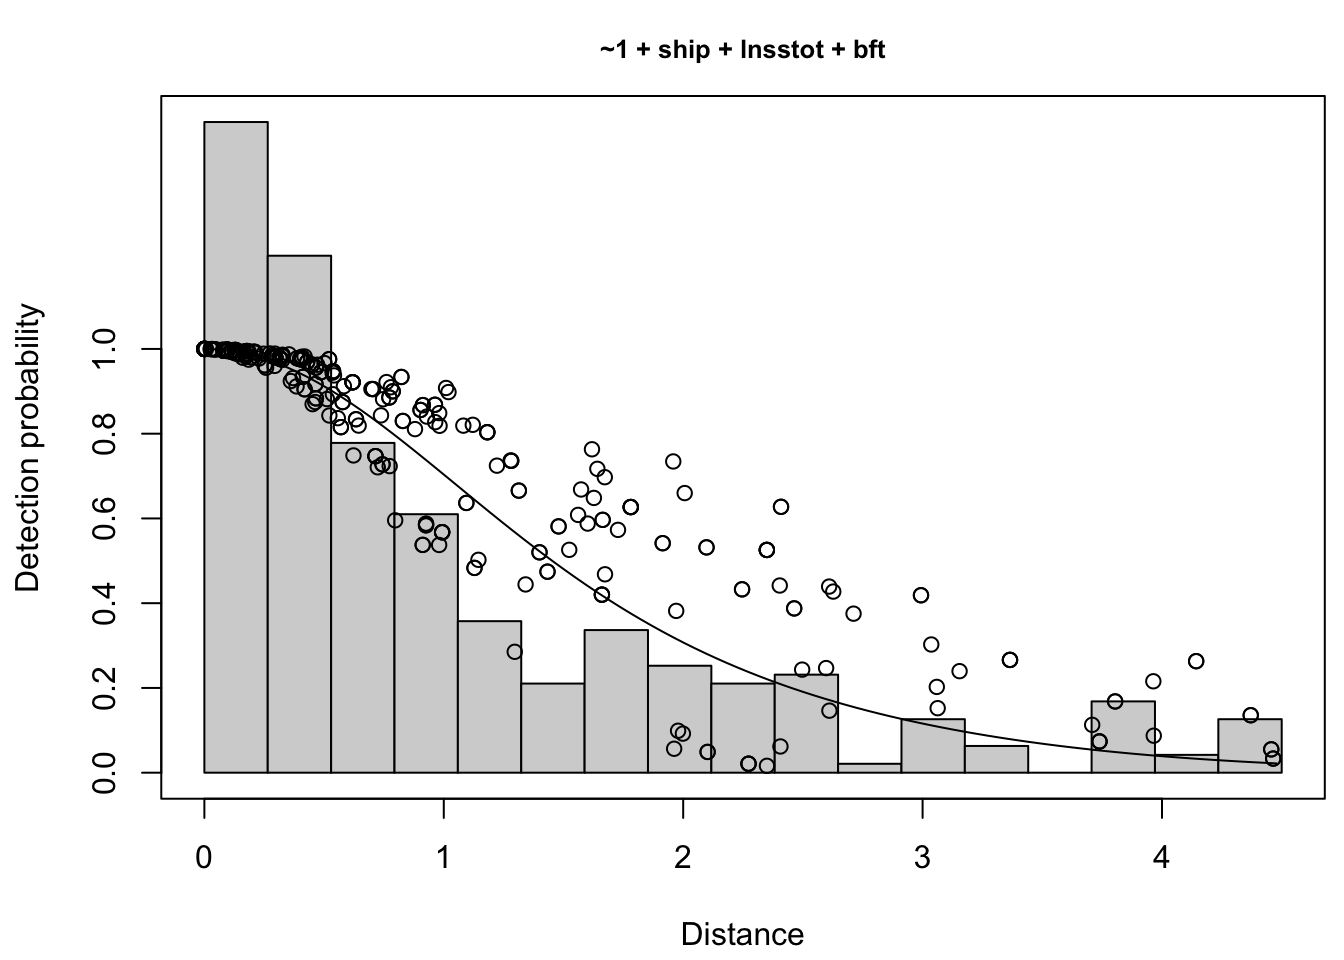 ~1 + ship + lnsstot + bft
Detection probability
1.0
0.8
0.6
0.4
0.2
0.0
0 1 2 3 4
Distance